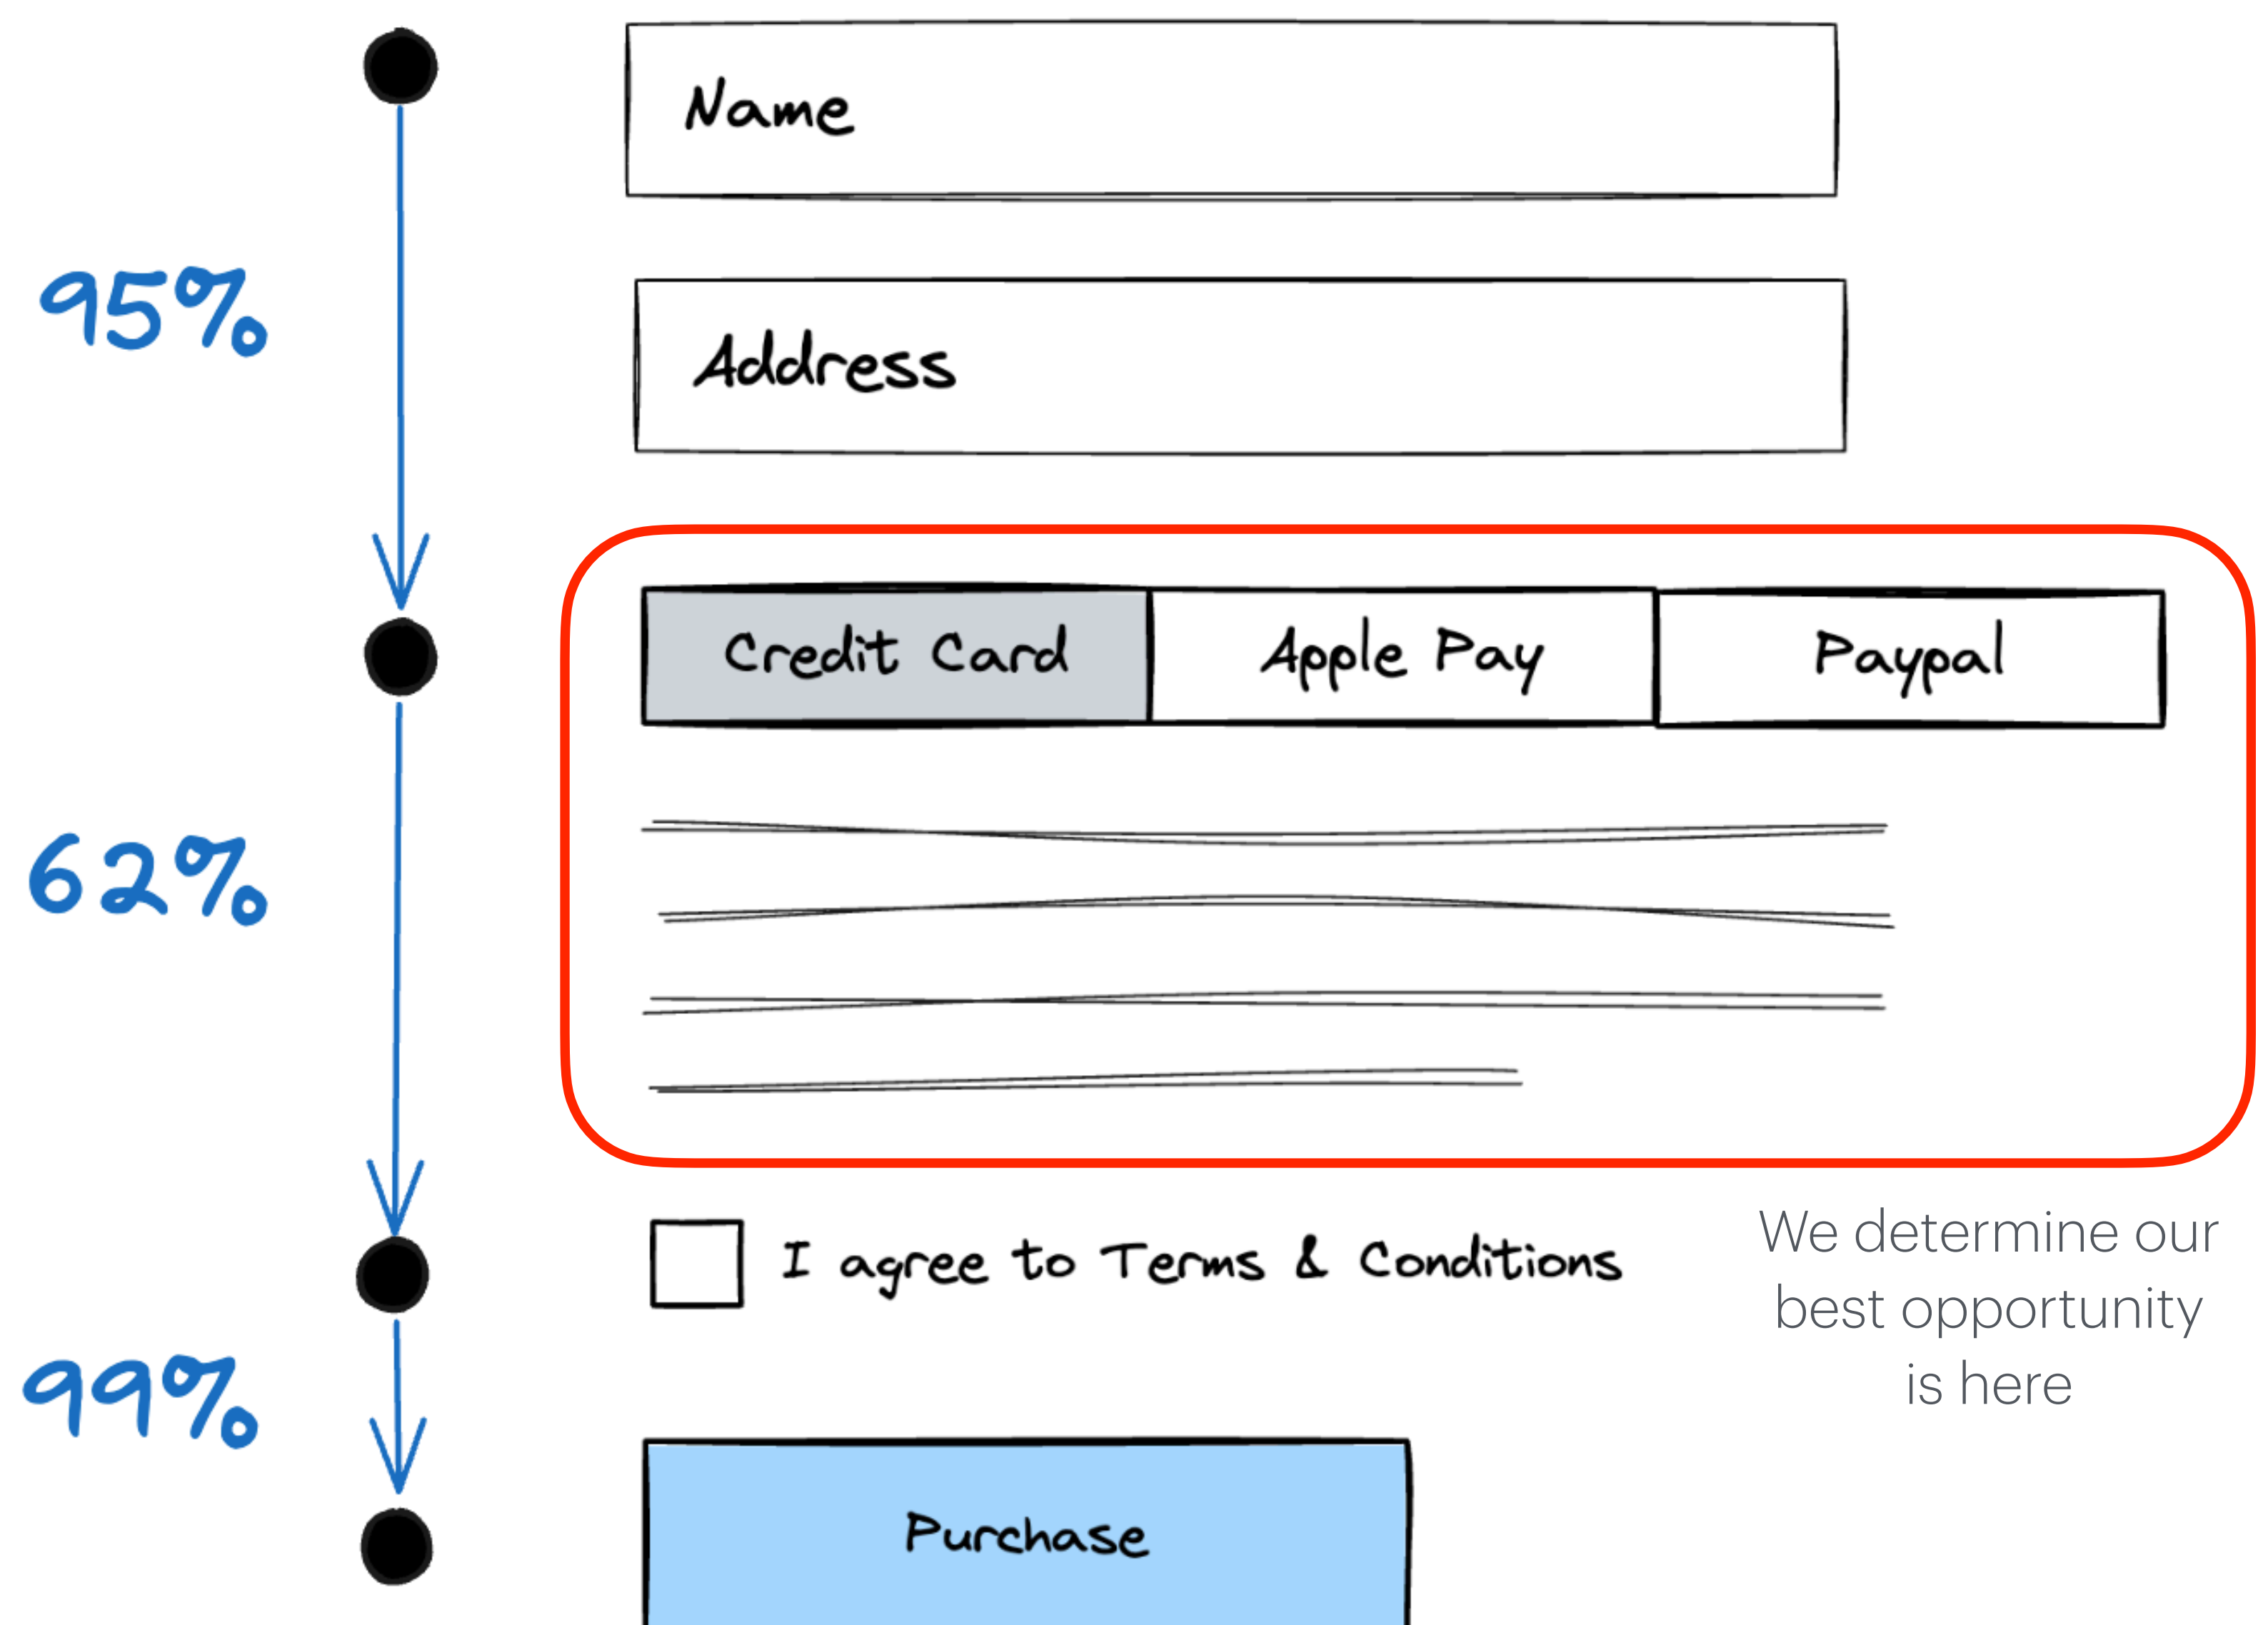 Name
95%
Address
Credit Card Apple Pay Paypal
62%
I agree to Terms & Conditions
We determine our
best opportunity
is here
99%
Purchase